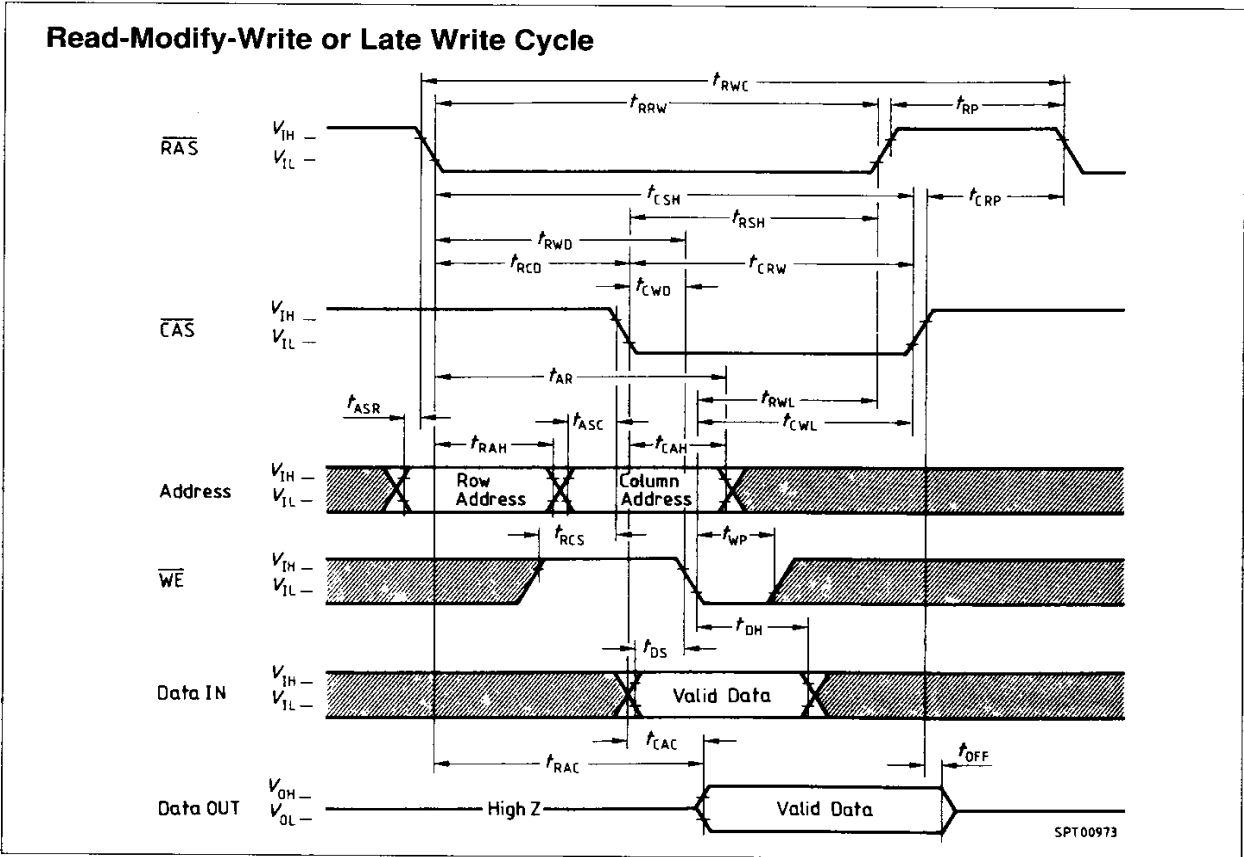 Read-Modify-Write or Late Write Cycle
tRWC
tRRW
tRP
RAS
VIH
VIL
tCSH
tCRP
tRSH
tRWD
tRCD
tCRW
tCWD
CAS
VIH
VIL
tAR
tASR
tASC
tRWL
tCWL
tRAH
tCAH
Address
VIH
VIL
Row Address
Column Address
tRCS
tWP
WE
VIH
VIL
tDH
tDS
Data IN
VIH
VIL
Valid Data
tCAC
tRAC
tOFF
Data OUT
VOH
VOL
High Z
Valid Data
SPT00973